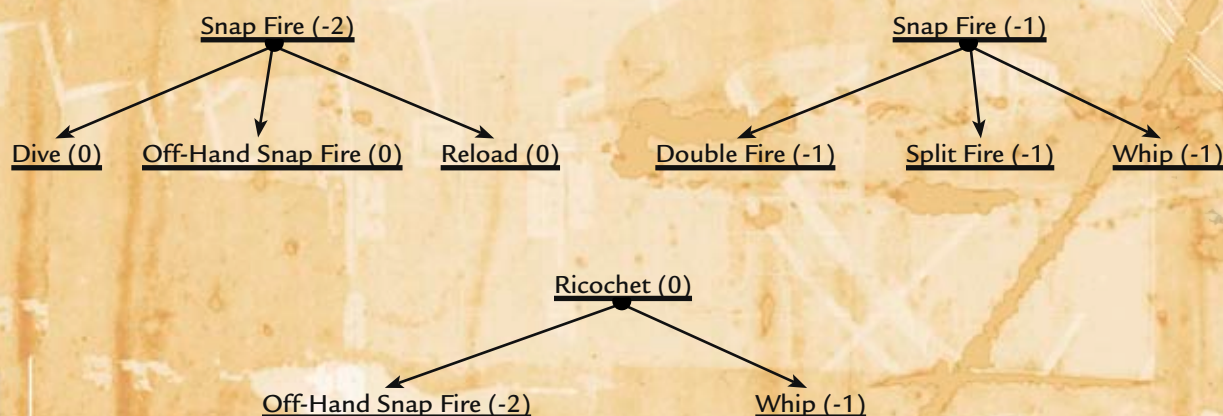 Snap Fire (-2) Snap Fire (-1)
Dive (0) Off-Hand Snap Fire (0) Reload (0) Double Fire (-1) Split Fire (-1) Whip (-1)
Ricochet (0)
Off-Hand Snap Fire (-2) Whip (-1)